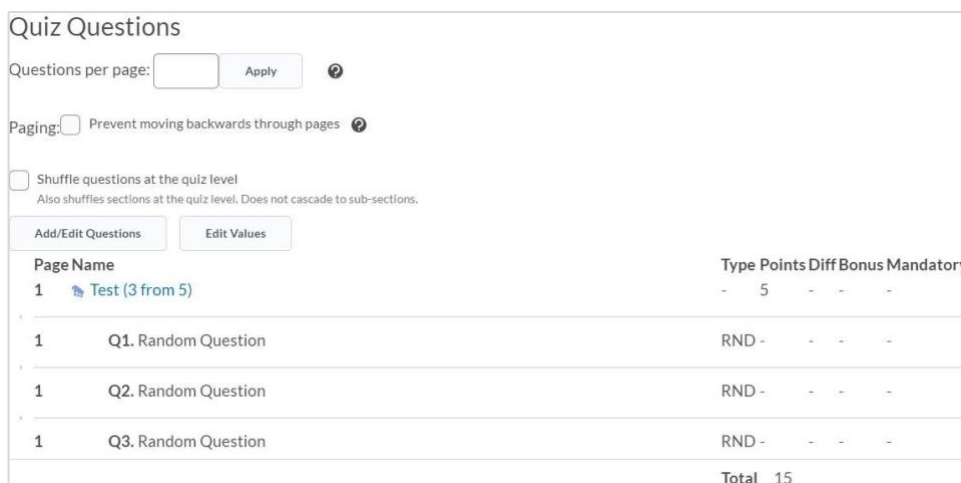 Quiz Questions
Questions per page: Apply
Paging: Prevent moving backwards through pages
Shuffle questions at the quiz level
Also shuffles sections at the quiz level. Does not cascade to sub-sections.
Add/Edit Questions Edit Values
Page Name Type Points Diff Bonus Mandatory
1 Test (3 from 5) - 5 - - -
1 Q1. Random Question RND - - - -
1 Q2. Random Question RND - - - -
1 Q3. Random Question RND - - - -
Total 15